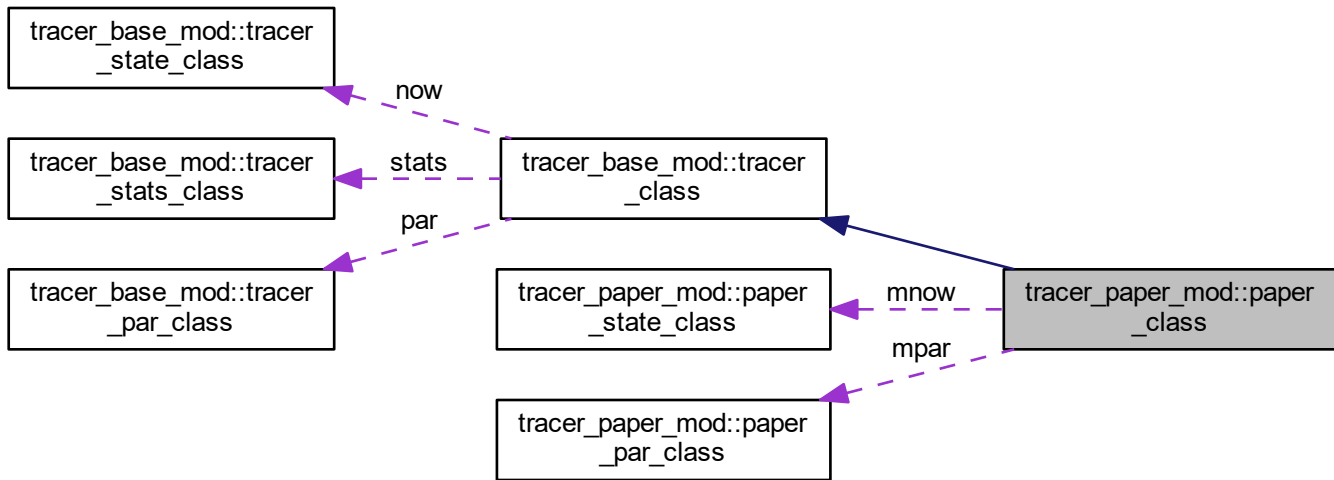 tracer_base_mod::tracer
_state_class
now
tracer_base_mod::tracer
_stats_class
stats
tracer_base_mod::tracer
_class
par
tracer_base_mod::tracer
_par_class
tracer_paper_mod::paper
_state_class
mnow
tracer_paper_mod::paper
_class
mpar
tracer_paper_mod::paper
_par_class